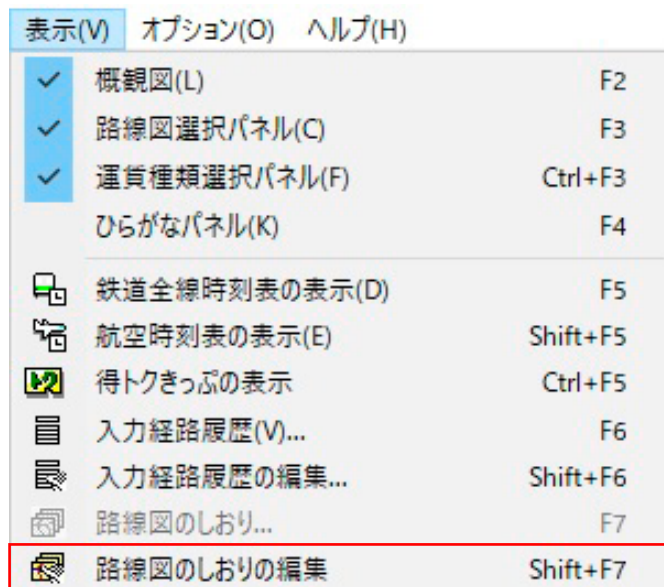 表示(V) オプション(O) ヘルプ(H)
概観図(L) F2
路線図選択パネル(C) F3
運賃種類選択パネル(F) Ctrl+F3
ひらがなパネル(K) F4
鉄道全線時刻表の表示(D) F5
航空時刻表の表示(E) Shift+F5
得トクきっぷの表示 Ctrl+F5
入力経路履歴(V)... F6
入力経路履歴の編集... Shift+F6
路線図のしおり... F7
路線図のしおりの編集 Shift+F7